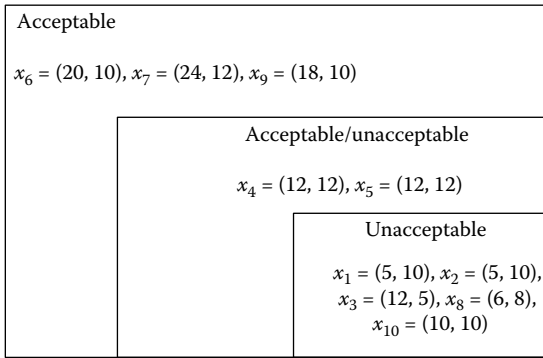 Acceptable
x₆ = (20, 10), x₇ = (24, 12), x₉ = (18, 10)
Acceptable/unacceptable
x₄ = (12, 12), x₅ = (12, 12)
Unacceptable
x₁ = (5, 10), x₂ = (5, 10),
x₃ = (12, 5), x₈ = (6, 8),
x₁₀ = (10, 10)